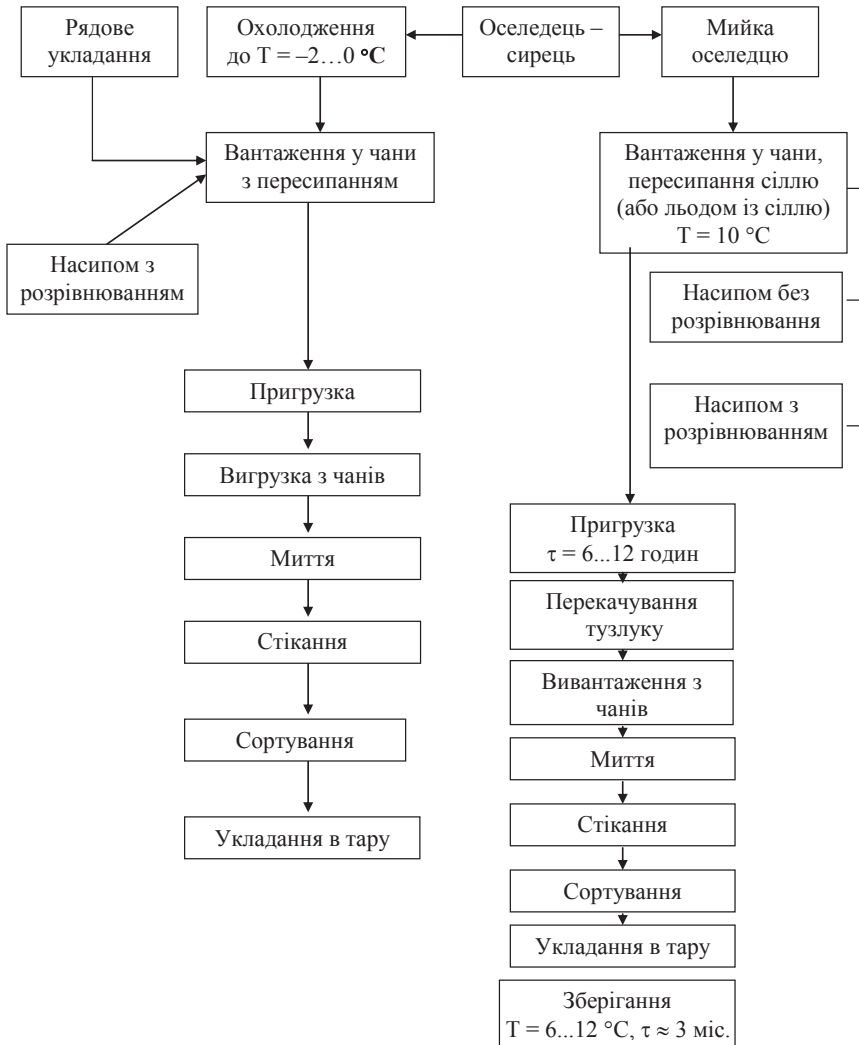 Рядове
укладання
Охолодження
до Т = –2…0 °С
Оселедець –
сирець
Мийка
оселедцю
Вантаження у чани
з пересипанням
Вантаження у чани,
пересипання сіллю
(або льодом із сіллю)
Т = 10 °С
Насипом з
розрівнюванням
Насипом без
розрівнювання
Насипом з
розрівнюванням
Пригрузка
Вигрузка з чанів
Миття
Стікання
Сортування
Укладання в тару
Пригрузка
τ = 6...12 годин
Перекачування
тузлуку
Вивантаження з
чанів
Миття
Стікання
Сортування
Укладання в тару
Зберігання
Т = 6...12 °С, τ ≈ 3 міс.